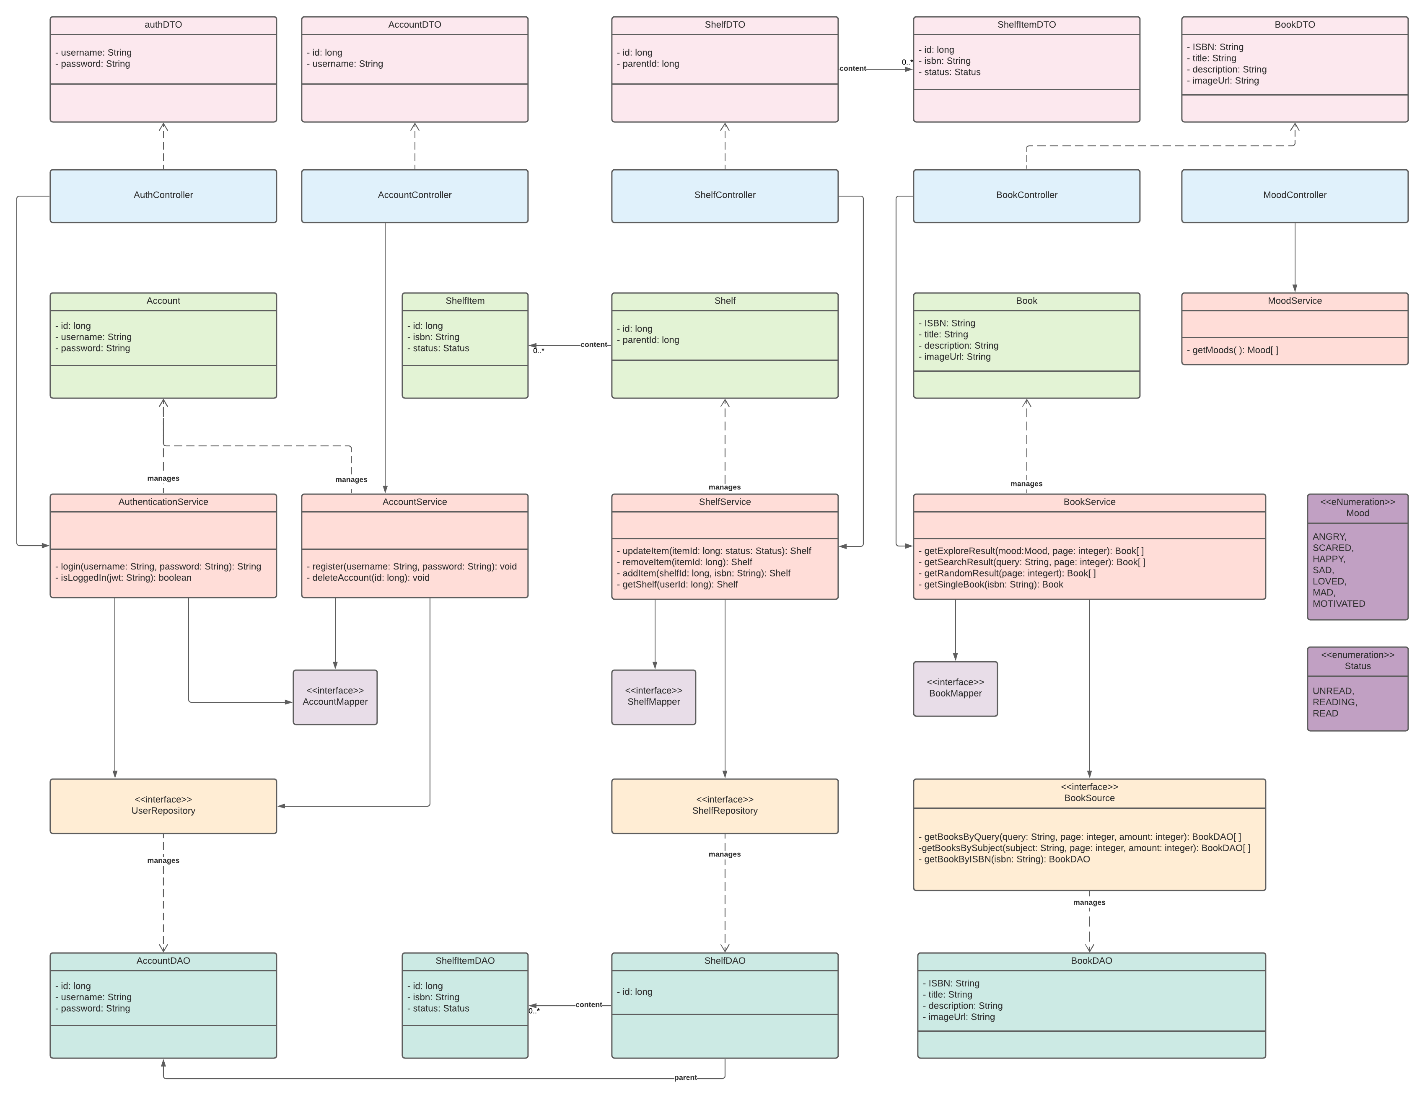 authDTO
- username: String
- password: String
AccountDTO
- id: long
- username: String
ShelfDTO
- id: long
- parentId: long
content
0..*
ShelfItemDTO
- id: long
- isbn: String
- status: Status
BookDTO
- ISBN: String
- title: String
- description: String
- imageUrl: String
AuthController
AccountController
ShelfController
BookController
MoodController
Account
- id: long
- username: String
- password: String
ShelfItem
- id: long
- isbn: String
- status: Status
0..*
content
Shelf
- id: long
- parentId: long
Book
- ISBN: String
- title: String
- description: String
- imageUrl: String
MoodService
- getMoods( ): Mood[ ]
manages
manages
manages
manages
AuthenticationService
- login(username: String, password: String): String
- isLoggedIn(jwt: String): boolean
AccountService
- register(username: String, password: String): void
- deleteAccount(id: long): void
ShelfService
- updateItem(itemId: long: status: Status): Shelf
- removeItem(itemId: long): Shelf
- addItem(shelfId: long, isbn: String): Shelf
- getShelf(userId: long): Shelf
BookService
- getExploreResult(mood:Mood, page: integer): Book[ ]
- getSearchResult(query: String, page: integer): Book[ ]
- getRandomResult(page: integert): Book[ ]
- getSingleBook(isbn: String): Book
<<eNumeration>>
Mood
ANGRY,
SCARED,
HAPPY,
SAD,
LOVED,
MAD,
MOTIVATED
<<interface>>
AccountMapper
<<interface>>
ShelfMapper
<<interface>>
BookMapper
<<enumeration>>
Status
UNREAD,
READING,
READ
<<interface>>
UserRepository
<<interface>>
ShelfRepository
<<interface>>
BookSource
- getBooksByQuery(query: String, page: integer, amount: integer): BookDAO[ ]
-getBooksBySubject(subject: String, page: integer, amount: integer): BookDAO[ ]
- getBookByISBN(isbn: String): BookDAO
manages
manages
manages
AccountDAO
- id: long
- username: String
- password: String
ShelfItemDAO
- id: long
- isbn: String
- status: Status
0..*
content
ShelfDAO
- id: long
BookDAO
- ISBN: String
- title: String
- description: String
- imageUrl: String
parent